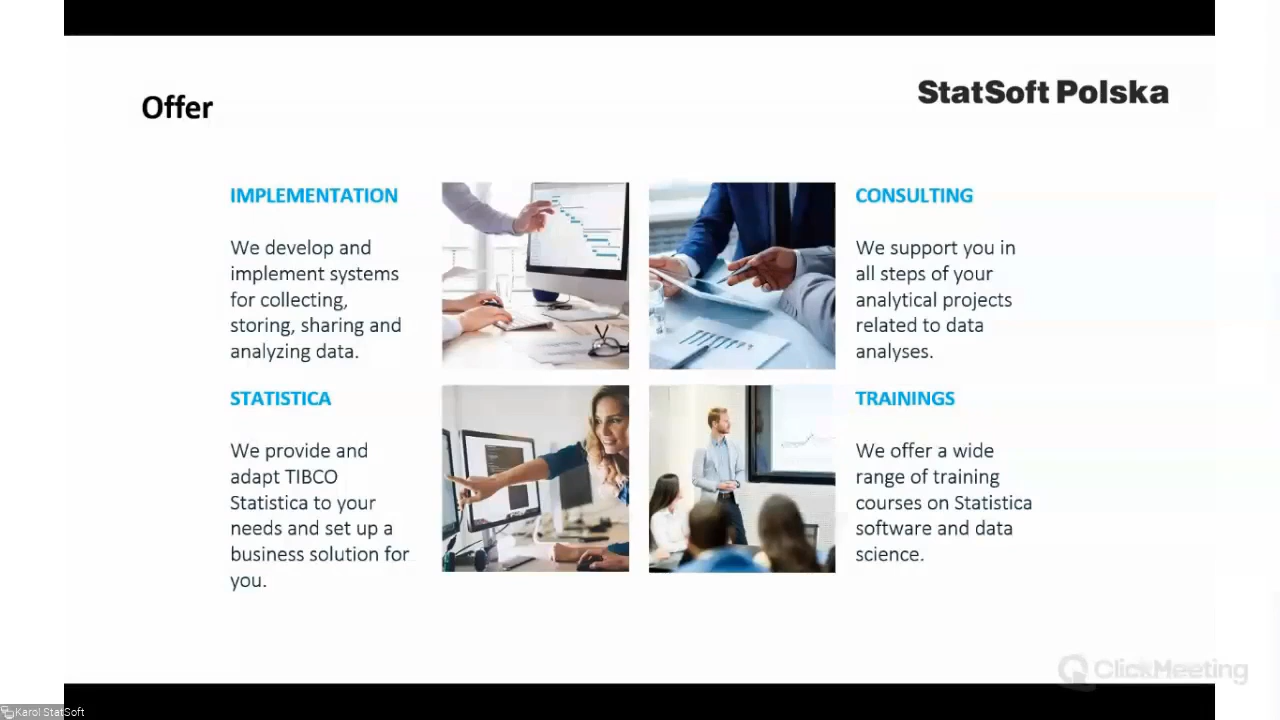 Offer
StatSoft Polska
IMPLEMENTATION
We develop and
implement systems
for collecting,
storing, sharing and
analyzing data.
CONSULTING
We support you in
all steps of your
analytical projects
related to data
analyses.
STATISTICA
We provide and
adapt TIBCO
Statistica to your
needs and set up a
business solution for
you.
TRAININGS
We offer a wide
range of training
courses on Statistica
software and data
science.
ClickMeeting
Karol StatSoft